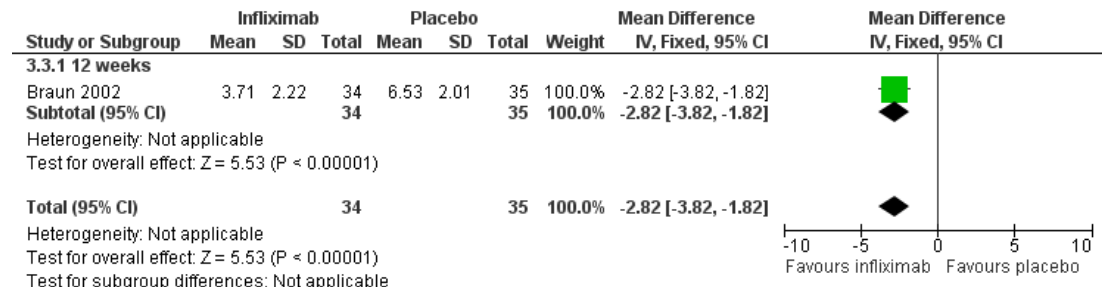 Infliximab Placebo Mean Difference Mean Difference
Study or Subgroup Mean SD Total Mean SD Total Weight IV, Fixed, 95% CI IV, Fixed, 95% CI
3.3.1 12 weeks
Braun 2002 3.71 2.22 34 6.53 2.01 35 100.0% -2.82 [-3.82, -1.82]
Subtotal (95% CI) 34 35 100.0% -2.82 [-3.82, -1.82]
Heterogeneity: Not applicable
Test for overall effect: Z = 5.53 (P < 0.00001)
Total (95% CI) 34 35 100.0% -2.82 [-3.82, -1.82]
Heterogeneity: Not applicable
Test for overall effect: Z = 5.53 (P < 0.00001)
Test for subgroup differences: Not applicable
-10 -5 0 5 10
Favours infliximab Favours placebo